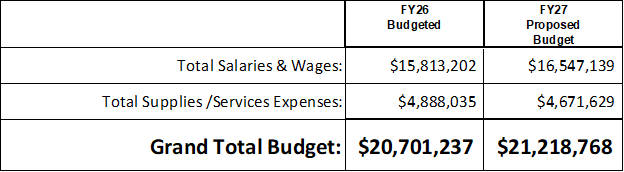 FY26 Budgeted FY27 Proposed Budget
Total Salaries & Wages: $15,813,202 $16,547,139
Total Supplies /Services Expenses: $4,888,035 $4,671,629
Grand Total Budget: $20,701,237 $21,218,768